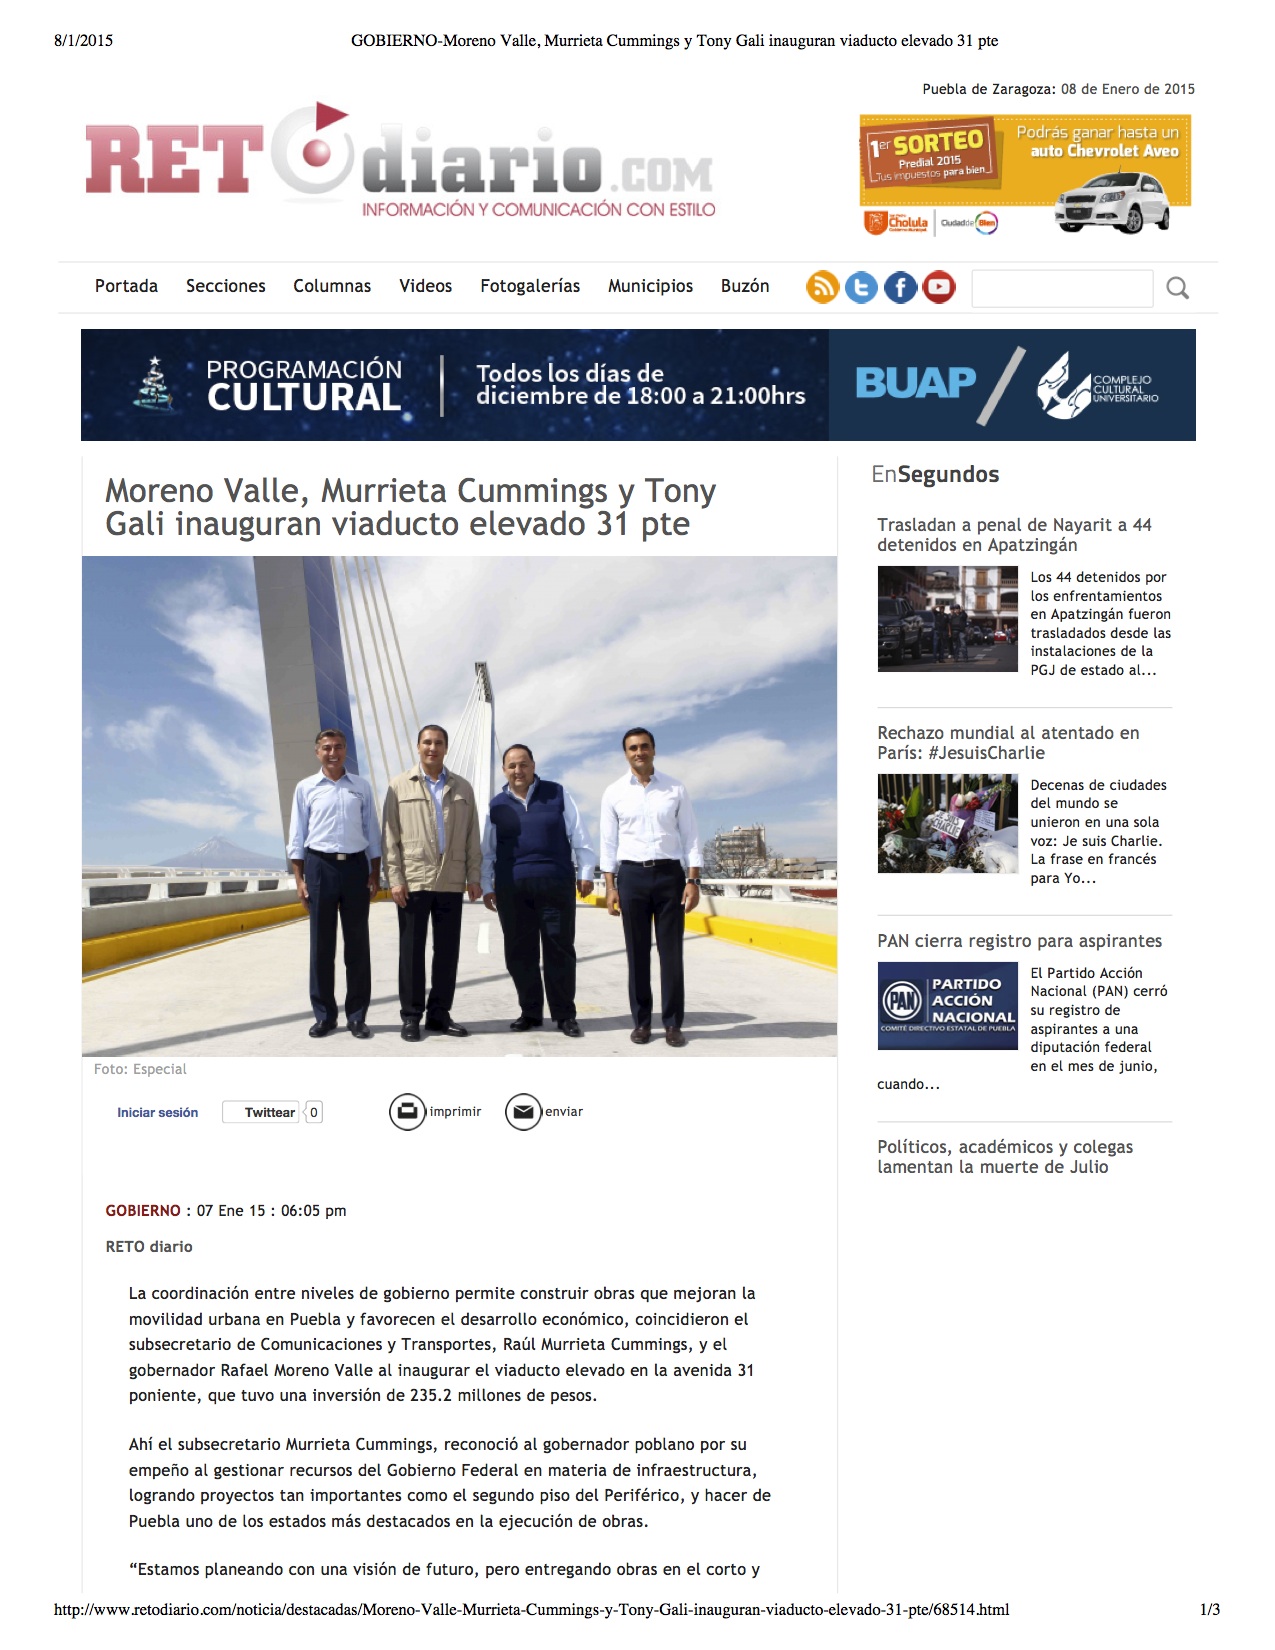 8/1/2015
GOBIERNO-Moreno Valle, Murrieta Cummings y Tony Gali inauguran viaducto elevado 31 pte
Puebla de Zaragoza: 08 de Enero de 2015
RETO diario.COM
INFORMACIÓN Y COMUNICACIÓN CON ESTILO
1er SORTEO
Predial 2015
¡Tus impuestos para bien!
Podrás ganar hasta un
auto Chevrolet Aveo
Cholula
Ciudad de Bien
Portada Secciones Columnas Videos Fotogalerías Municipios Buzón
PROGRAMACIÓN
CULTURAL
Todos los días de
diciembre de 18:00 a 21:00hrs
BUAP
COMPLEJO
CULTURAL
UNIVERSITARIO
Moreno Valle, Murrieta Cummings y Tony
Gali inauguran viaducto elevado 31 pte
Foto: Especial
Iniciar sesión
Twittear 0
imprimir
enviar
GOBIERNO : 07 Ene 15 : 06:05 pm
RETO diario
La coordinación entre niveles de gobierno permite construir obras que mejoran la
movilidad urbana en Puebla y favorecen el desarrollo económico, coincidieron el
subsecretario de Comunicaciones y Transportes, Raúl Murrieta Cummings, y el
gobernador Rafael Moreno Valle al inaugurar el viaducto elevado en la avenida 31
poniente, que tuvo una inversión de 235.2 millones de pesos.
Ahí el subsecretario Murrieta Cummings, reconoció al gobernador poblano por su
empeño al gestionar recursos del Gobierno Federal en materia de infraestructura,
logrando proyectos tan importantes como el segundo piso del Periférico, y hacer de
Puebla uno de los estados más destacados en la ejecución de obras.
“Estamos planeando con una visión de futuro, pero entregando obras en el corto y
EnSegundos
Trasladan a penal de Nayarit a 44
detenidos en Apatzingán
Los 44 detenidos por
los enfrentamientos
en Apatzingán fueron
trasladados desde las
instalaciones de la
PGJ de estado al...
Rechazo mundial al atentado en
París: #JesuisCharlie
Decenas de ciudades
del mundo se
unieron en una sola
voz: Je suis Charlie.
La frase en francés
para Yo...
PAN cierra registro para aspirantes
PAN
PARTIDO
ACCIÓN
NACIONAL
COMITÉ DIRECTIVO ESTATAL DE PUEBLA
El Partido Acción
Nacional (PAN) cerró
su registro de
aspirantes a una
diputación federal
en el mes de junio,
cuando...
Políticos, académicos y colegas
lamentan la muerte de Julio
http://www.retodiario.com/noticia/destacadas/Moreno-Valle-Murrieta-Cummings-y-Tony-Gali-inauguran-viaducto-elevado-31-pte/68514.html
1/3